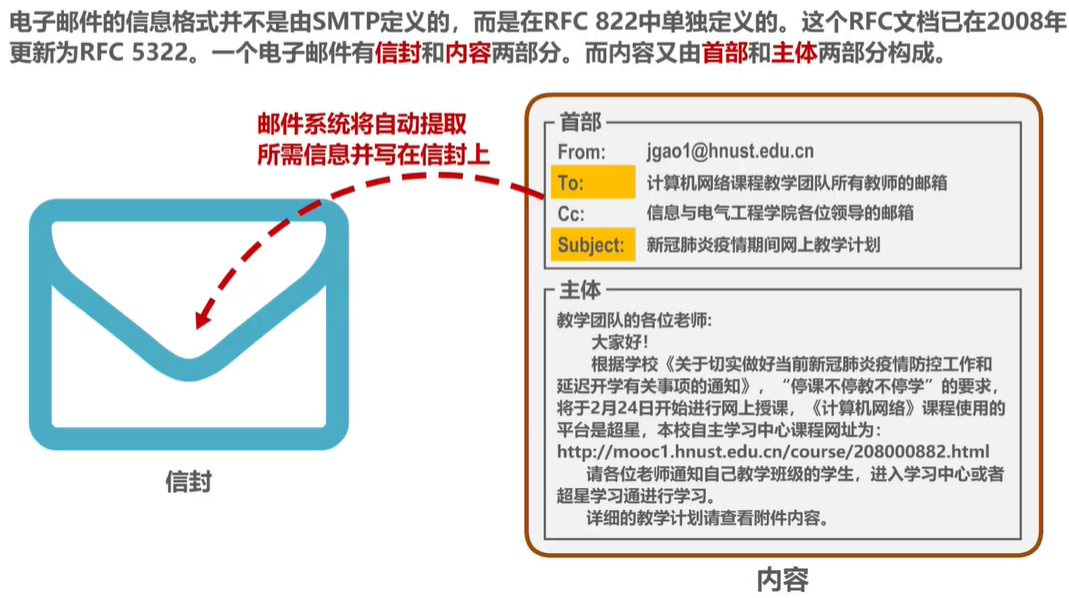 电子邮件的信息格式并不是由SMTP定义的，而是在RFC 822中单独定义的。这个RFC文档已在2008年
更新为RFC 5322。一个电子邮件有信封和内容两部分。而内容又由首部和主体两部分构成。
邮件系统将自动提取
所需信息并写在信封上
信封
首部
From: jgao1@hnust.edu.cn
To: 计算机网络课程教学团队所有教师的邮箱
Cc: 信息与电气工程学院各位领导的邮箱
Subject: 新冠肺炎疫情期间网上教学计划
主体
教学团队的各位老师:
大家好！
根据学校《关于切实做好当前新冠肺炎疫情防控工作和
延迟开学有关事项的通知》，“停课不停教不停学”的要求，
将于2月24日开始进行网上授课，《计算机网络》课程使用的
平台是超星，本校自主学习中心课程网址为：
http://mooc1.hnust.edu.cn/course/208000882.html
请各位老师通知自己教学班级的学生，进入学习中心或者
超星学习通进行学习。
详细的教学计划请查看附件内容。
内容